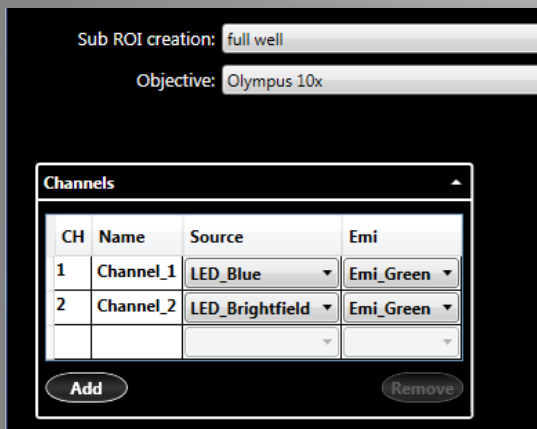 Sub ROI creation: full well
Objective: Olympus 10x
Channels
CH Name Source Emi
1 Channel_1 LED_Blue Emi_Green
2 Channel_2 LED_Brightfield Emi_Green
Add Remove